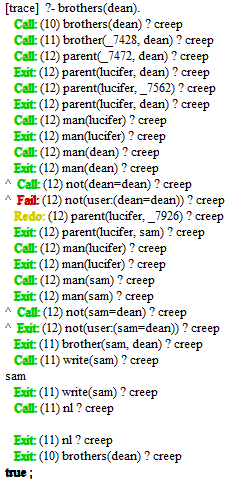 [trace]  ?- brothers(dean).
Call: (10) brothers(dean) ? creep
Call: (11) brother(_7428, dean) ? creep
Call: (12) parent(_7472, dean) ? creep
Exit: (12) parent(lucifer, dean) ? creep
Call: (12) parent(lucifer, _7562) ? creep
Exit: (12) parent(lucifer, dean) ? creep
Call: (12) man(lucifer) ? creep
Exit: (12) man(lucifer) ? creep
Call: (12) man(dean) ? creep
Exit: (12) man(dean) ? creep
^ Call: (12) not(dean=dean) ? creep
^ Fail: (12) not(user:(dean=dean)) ? creep
Redo: (12) parent(lucifer, _7926) ? creep
Exit: (12) parent(lucifer, sam) ? creep
Call: (12) man(lucifer) ? creep
Exit: (12) man(lucifer) ? creep
Call: (12) man(sam) ? creep
Exit: (12) man(sam) ? creep
^ Call: (12) not(sam=dean) ? creep
^ Exit: (12) not(user:(sam=dean)) ? creep
Exit: (11) brother(sam, dean) ? creep
Call: (11) write(sam) ? creep
sam
Exit: (11) write(sam) ? creep
Call: (11) nl ? creep
Exit: (11) nl ? creep
Exit: (10) brothers(dean) ? creep
true ;